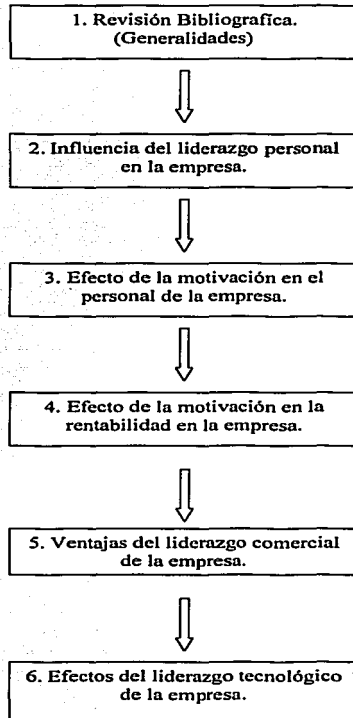 1. Revisión Bibliografica.
(Generalidades)
2. Influencia del liderazgo personal
en la empresa.
3. Efecto de la motivación en el
personal de la empresa.
4. Efecto de la motivación en la
rentabilidad en la empresa.
5. Ventajas del liderazgo comercial
de la empresa.
6. Efectos del liderazgo tecnológico
de la empresa.